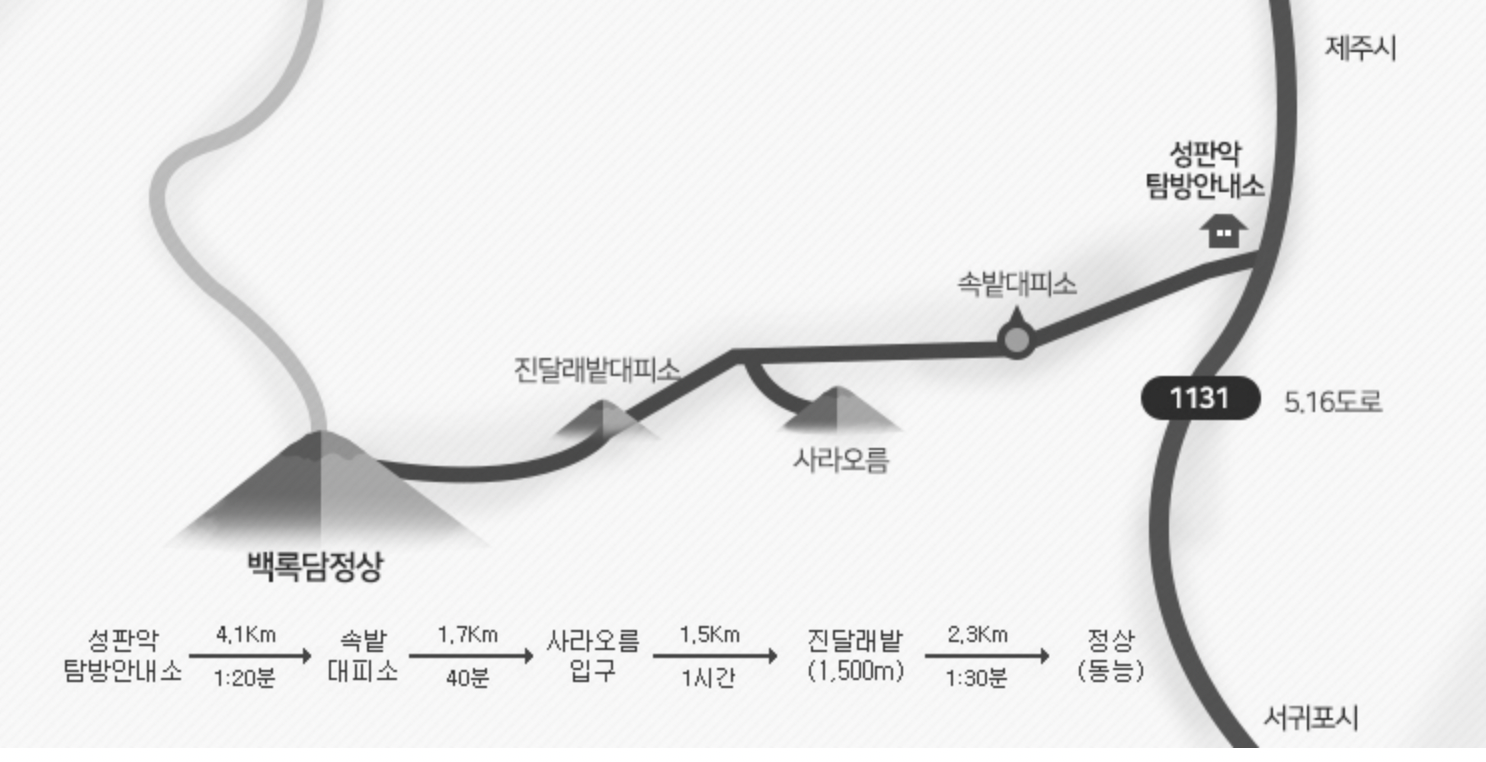 제주시
성판악
탐방안내소
속밭대피소
진달래밭대피소
1131
5.16도로
사라오름
백록담정상
성판악
탐방안내소
4.1Km
1:20분
속밭
대피소
1.7Km
40분
사라오름
입구
1.5Km
1시간
진달래밭
(1,500m)
2.3Km
1:30분
정상
(동능)
서귀포시